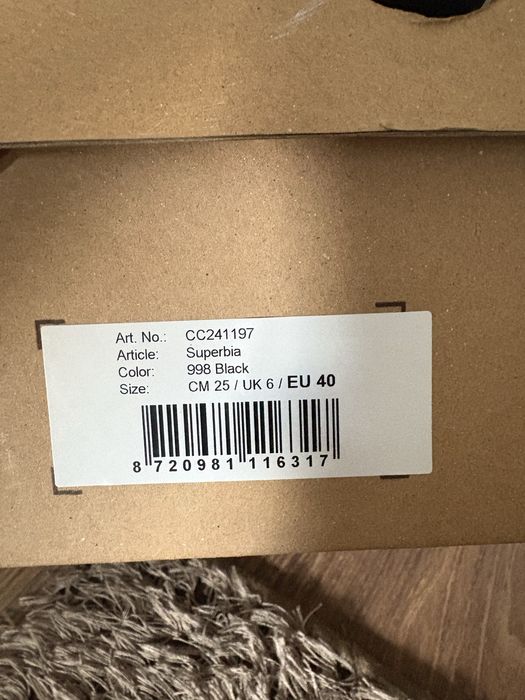 Art. No.: CC241197
Article: Superbia
Color: 998 Black
Size: CM 25 / UK 6 / EU 40
8 720981 116317